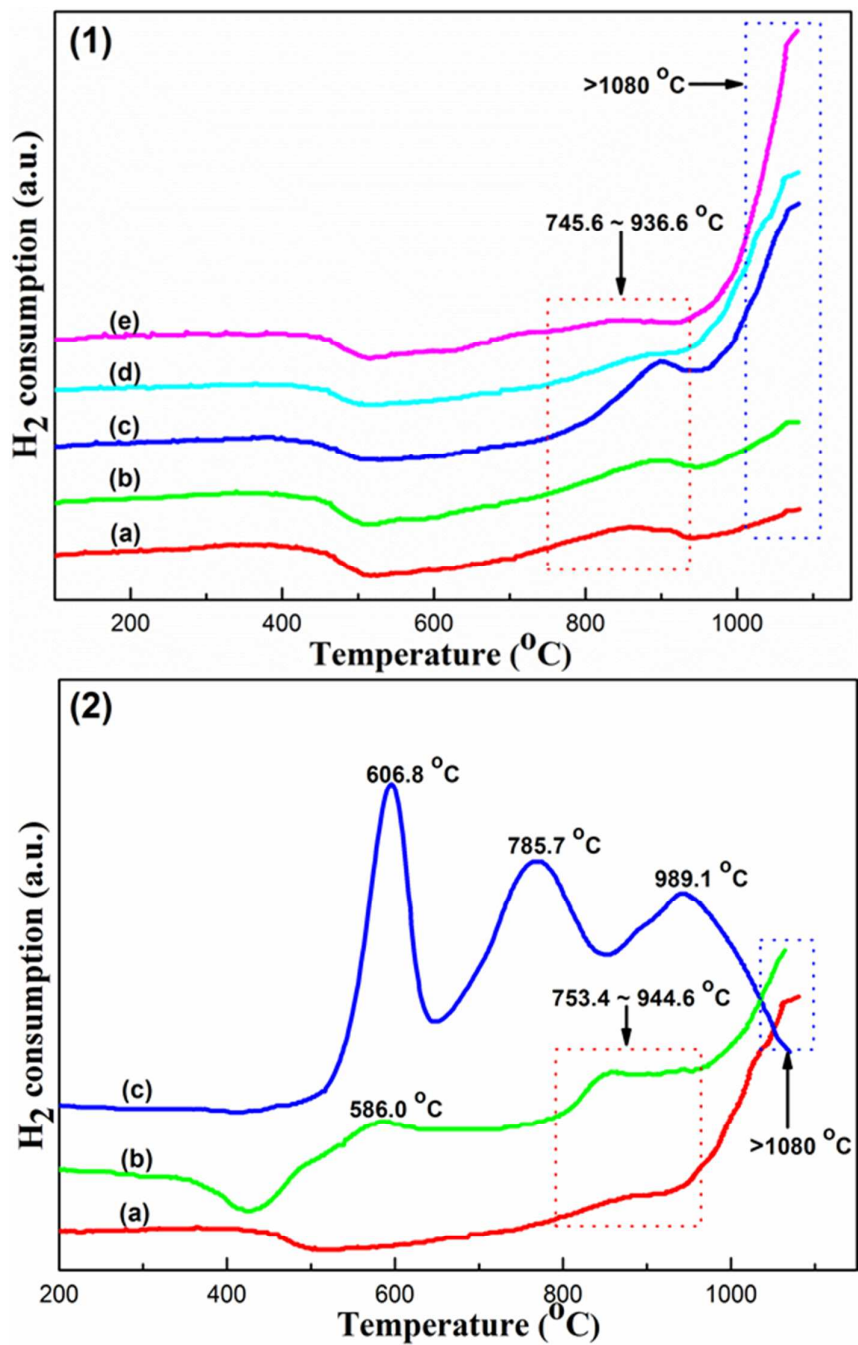 (1)
>1080 °C
745.6 ~ 936.6 °C
(e)
(d)
(c)
(b)
(a)
H₂ consumption (a.u.)
200 400 600 800 1000
Temperature (°C)
(2)
606.8 °C
785.7 °C
989.1 °C
753.4 ~ 944.6 °C
(c)
586.0 °C
(b)
>1080 °C
(a)
H₂ consumption (a.u.)
200 400 600 800 1000
Temperature (°C)